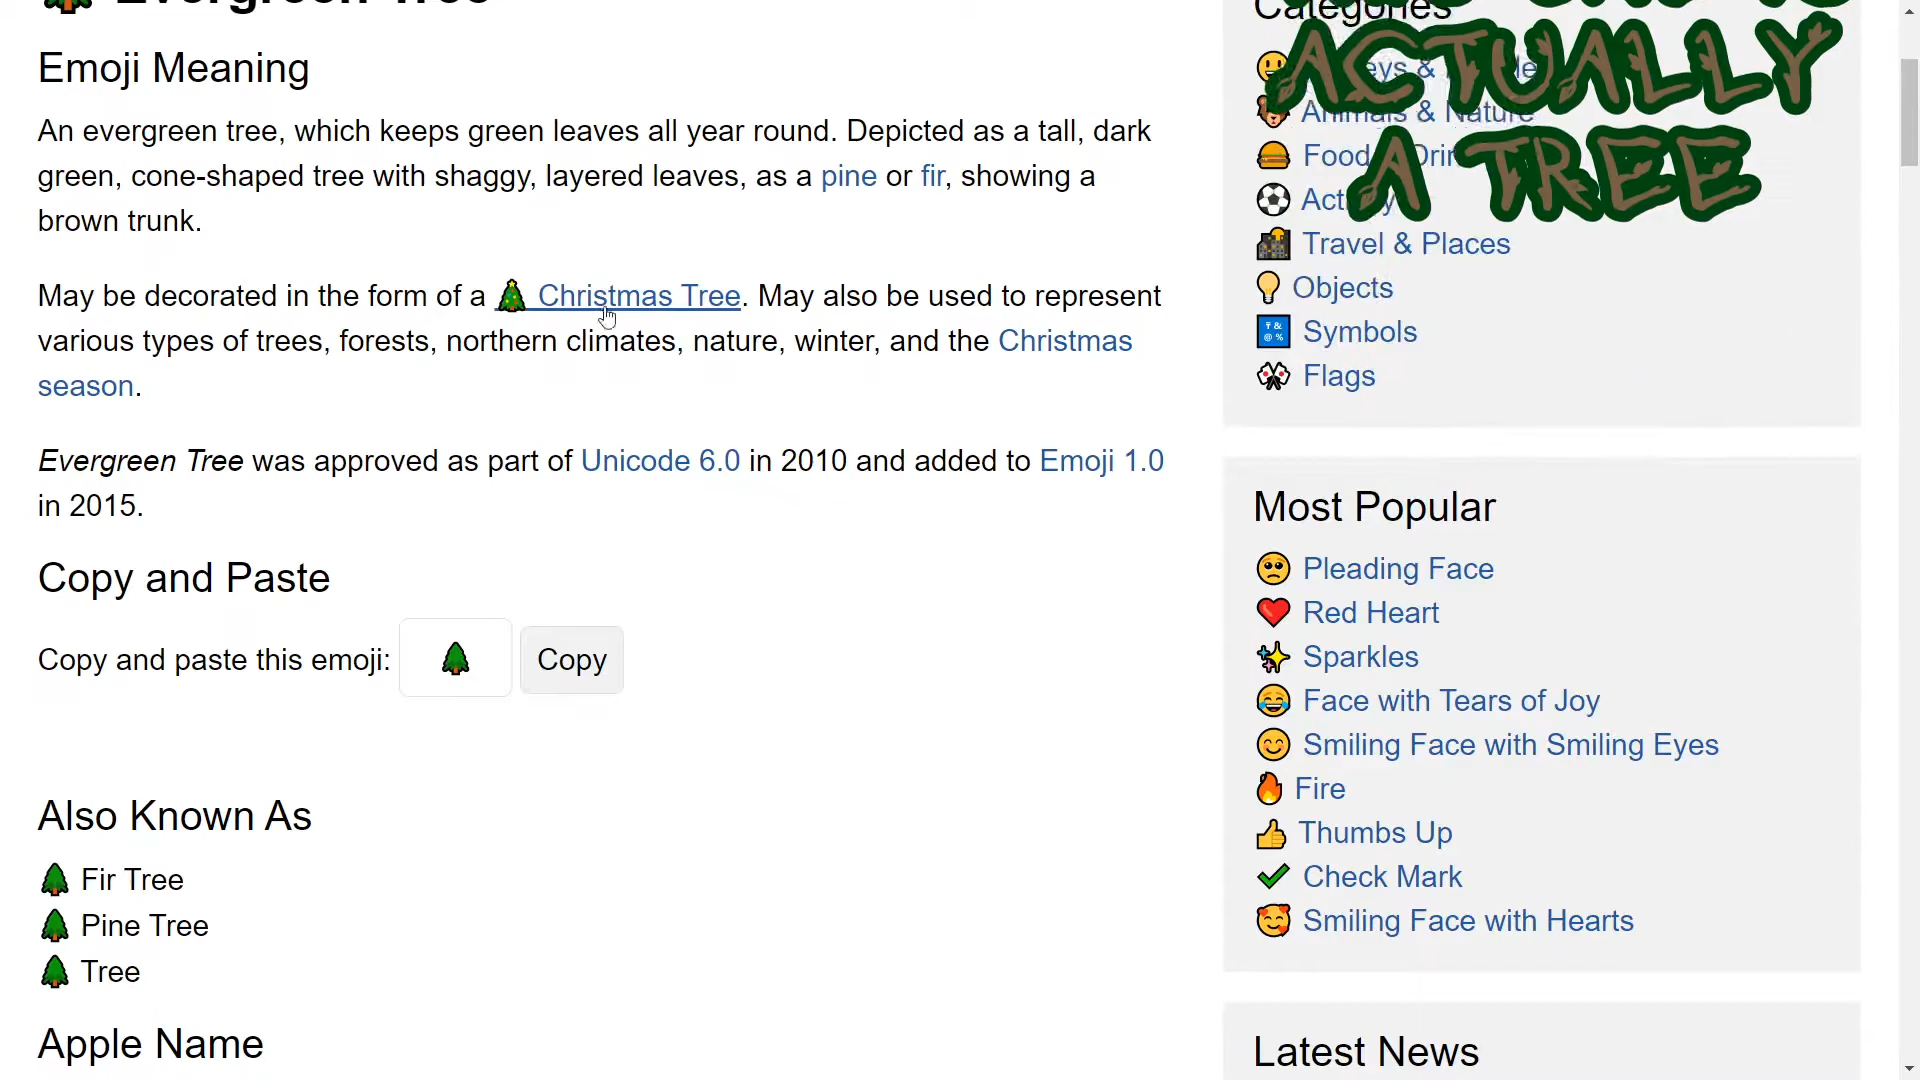 Evergreen Tree
Emoji Meaning
An evergreen tree, which keeps green leaves all year round. Depicted as a tall, dark
green, cone-shaped tree with shaggy, layered leaves, as a pine or fir, showing a
brown trunk.
May be decorated in the form of a Christmas Tree. May also be used to represent
various types of trees, forests, northern climates, nature, winter, and the Christmas
season.
Evergreen Tree was approved as part of Unicode 6.0 in 2010 and added to Emoji 1.0
in 2015.
Copy and Paste
Copy and paste this emoji:
Copy
Also Known As
Fir Tree
Pine Tree
Tree
Apple Name
Categories
ACTUALLY
A TREE
Animals & Nature
Food
Travel & Places
Objects
Symbols
Flags
Most Popular
Pleading Face
Red Heart
Sparkles
Face with Tears of Joy
Smiling Face with Smiling Eyes
Fire
Thumbs Up
Check Mark
Smiling Face with Hearts
Latest News